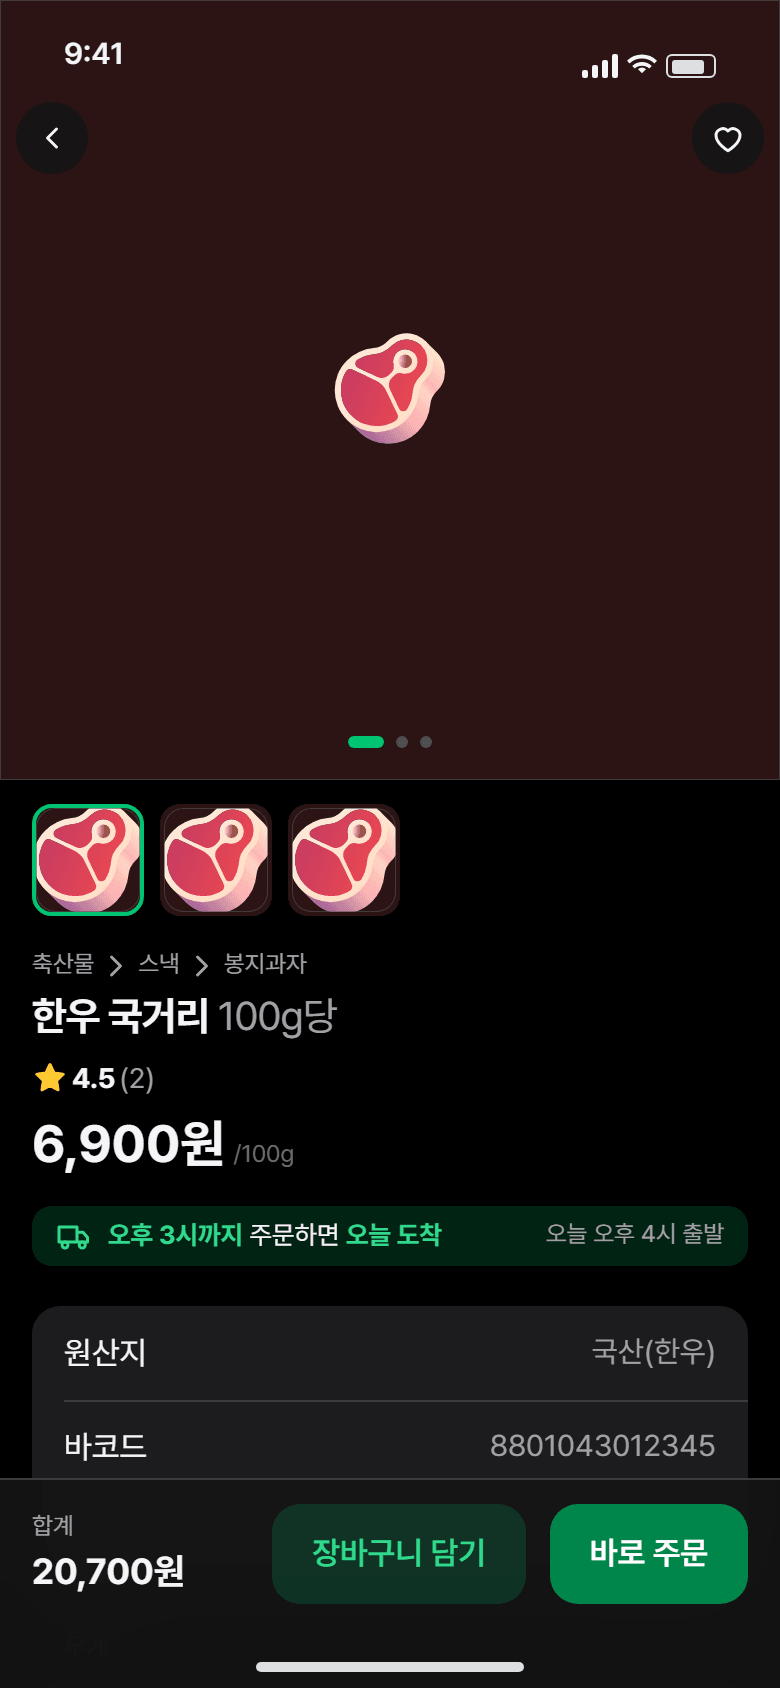 9:41
축산물 > 스낵 > 봉지과자
한우 국거리 100g당
4.5 (2)
6,900원 /100g
오후 3시까지 주문하면 오늘 도착 오늘 오후 4시 출발
원산지 국산(한우)
바코드 8801043012345
합계
20,700원
장바구니 담기
바로 주문